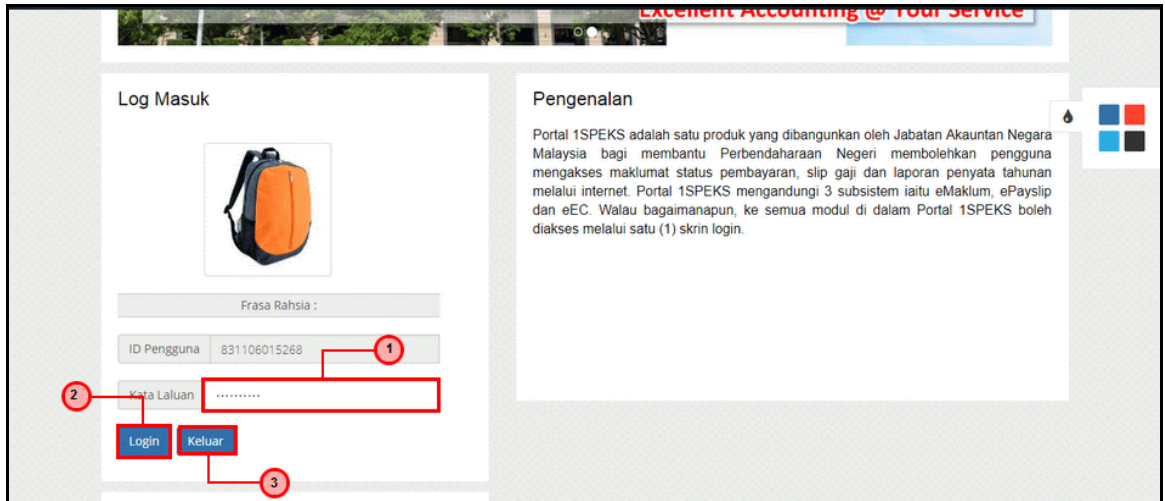 Excellent Accounting @ Your Service
Log Masuk
Frasa Rahsia :
ID Pengguna 831106015268
1
2
Kata Laluan ••••••••••
Login Keluar
3
Pengenalan
Portal 1SPEKS adalah satu produk yang dibangunkan oleh Jabatan Akauntan Negara
Malaysia bagi membantu Perbendaharaan Negeri membolehkan pengguna
mengakses maklumat status pembayaran, slip gaji dan laporan penyata tahunan
melalui internet. Portal 1SPEKS mengandungi 3 subsistem iaitu eMaklum, ePayslip
dan eEC. Walau bagaimanapun, ke semua modul di dalam Portal 1SPEKS boleh
diakses melalui satu (1) skrin login.